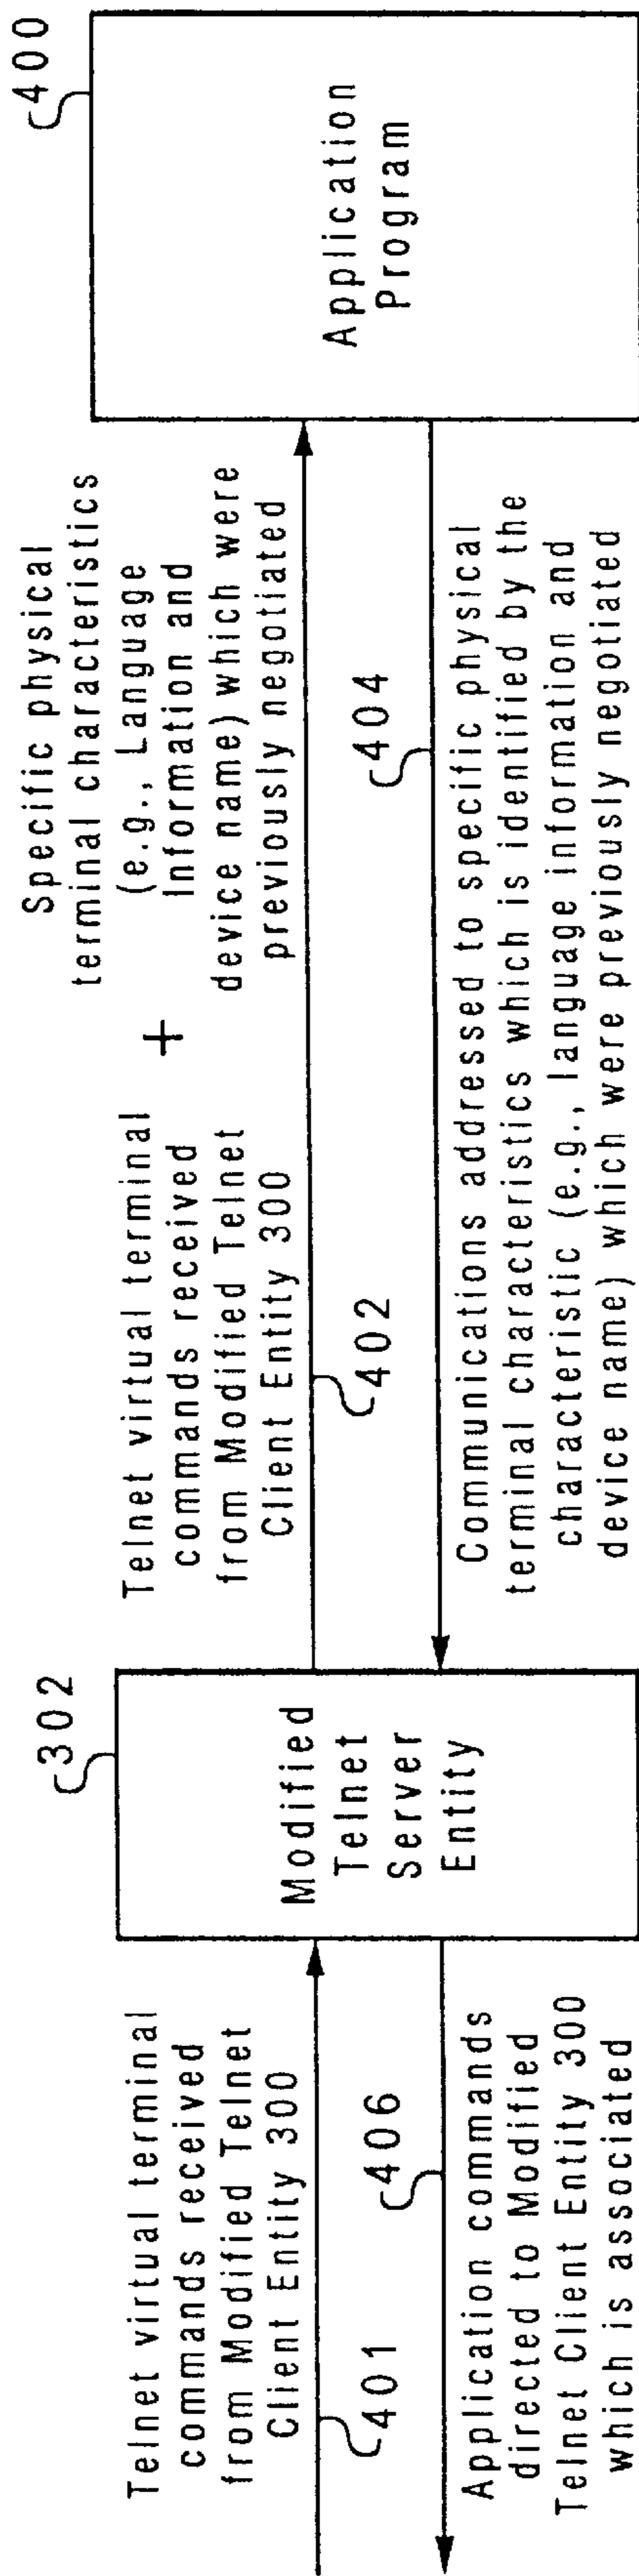 Telnet virtual terminal
commands received
from Modified Telnet
Client Entity 300
401
406
Application commands
directed to Modified
Telnet Client Entity 300
which is associated
302
Modified
Telnet
Server
Entity
Telnet virtual terminal
commands received
from Modified Telnet
Client Entity 300
+
Specific physical
terminal characteristics
(e.g., Language
Information and
device name) which were
previously negotiated
402
404
Communications addressed to specific physical
terminal characteristics which is identified by the
characteristic (e.g., language information and
device name) which were previously negotiated
400
Application
Program